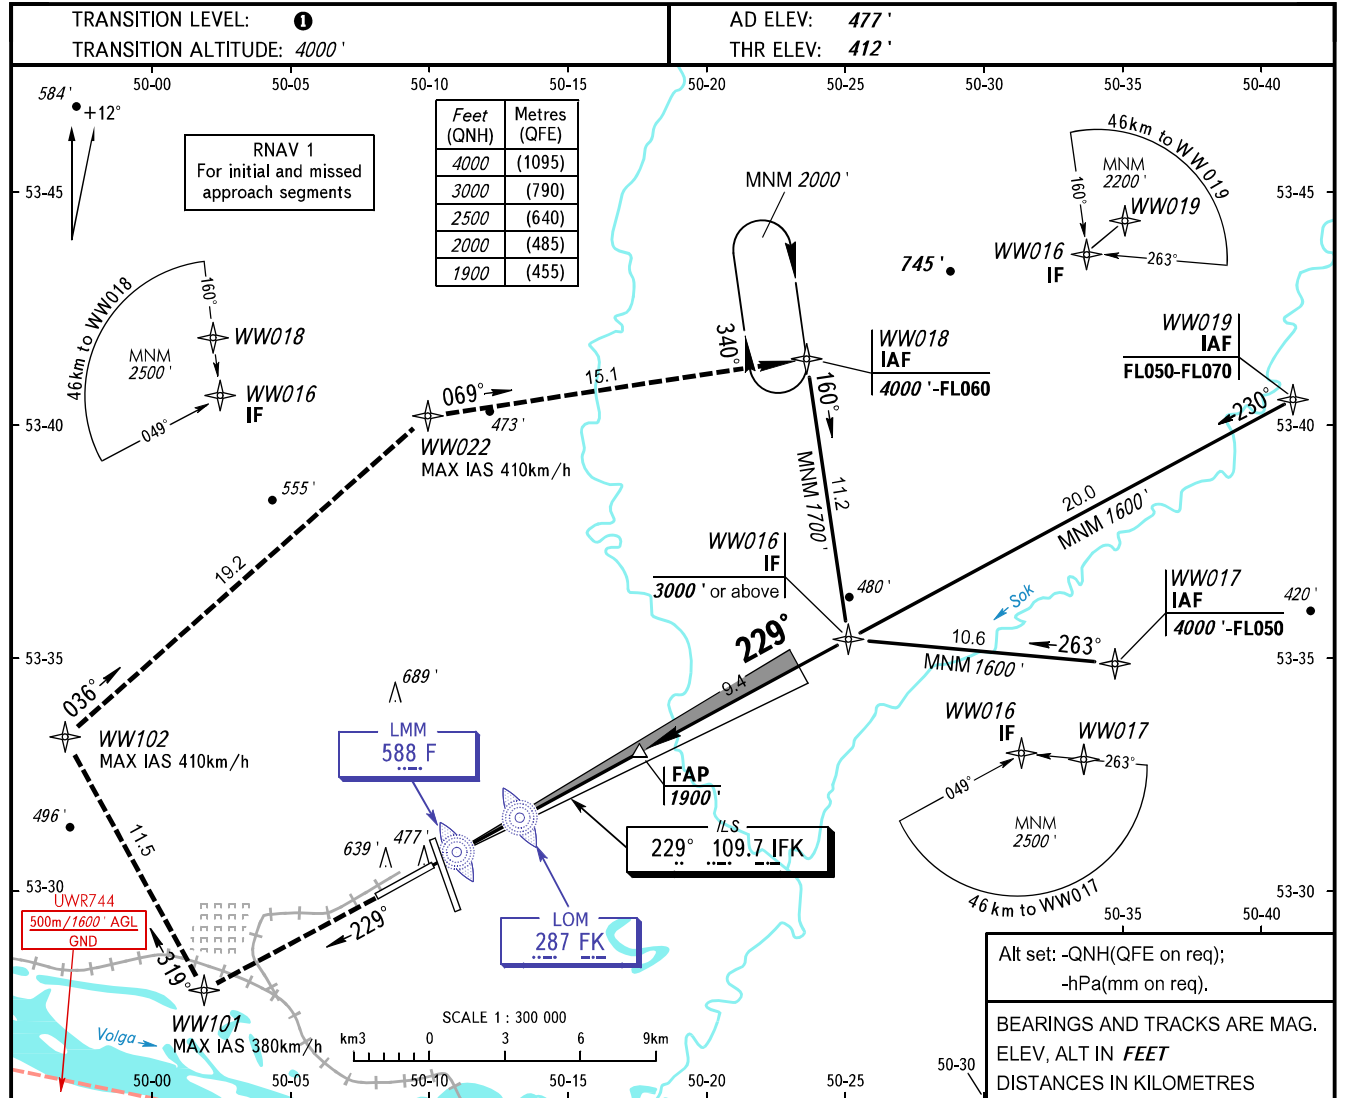 TRANSITION LEVEL: 1
TRANSITION ALTITUDE: 4000 '
AD ELEV: 477 '
THR ELEV: 412 '
50-00 50-05 50-10 50-15 50-20 50-25 50-30 50-35 50-40
584 '
+12°
RNAV 1
For initial and missed
approach segments
Feet (QNH) Metres (QFE)
4000 (1095)
3000 (790)
2500 (640)
2000 (485)
1900 (455)
MNM 2000 '
46km to WW019
MNM
2200 '
160°
WW019
WW016
IF
263°
53-45
53-45
745 '
46km to WW018
160°
WW018
MNM
2500 '
WW016
IF
049°
340°
WW018
IAF
4000 '-FL060
WW019
IAF
FL050-FL070
069°
15.1
160°
230°
53-40
53-40
473 '
WW022
MAX IAS 410km/h
555 '
11.2
MNM 1700 '
20.0
MNM 1600 '
19.2
WW016
IF
3000 ' or above
480 '
Sok
WW017
IAF
4000 '-FL050
420 '
229°
10.6
263°
MNM 1600 '
53-35
53-35
689 '
9.4
036°
WW102
MAX IAS 410km/h
LMM
588 F
FAP
1900 '
WW016
IF
WW017
263°
049°
MNM
2500 '
46 km to WW017
496 '
11.5
639 '
477 '
ILS
229° 109.7 IFK
53-30
53-30
50-35 50-40
UWR744
500m/1600 ' AGL
GND
229°
LOM
287 FK
319°
WW101
MAX IAS 380km/h
Volga
SCALE 1 : 300 000
km3 0 3 6 9km
Alt set: -QNH(QFE on req);
-hPa(mm on req).
BEARINGS AND TRACKS ARE MAG.
ELEV, ALT IN FEET
DISTANCES IN KILOMETRES
50-30
50-00 50-05 50-10 50-15 50-20 50-25